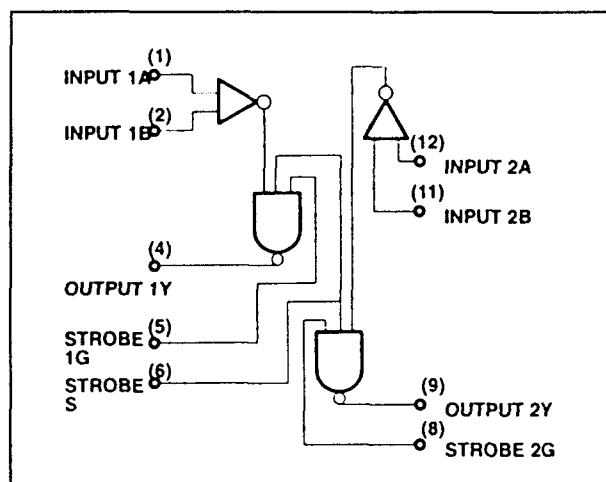 (1)
INPUT 1A
(2)
INPUT 1B
(12)
INPUT 2A
(11)
INPUT 2B
(4)
OUTPUT 1Y
(5)
STROBE
1G
(6)
STROBE
S
(9)
OUTPUT 2Y
(8)
STROBE 2G